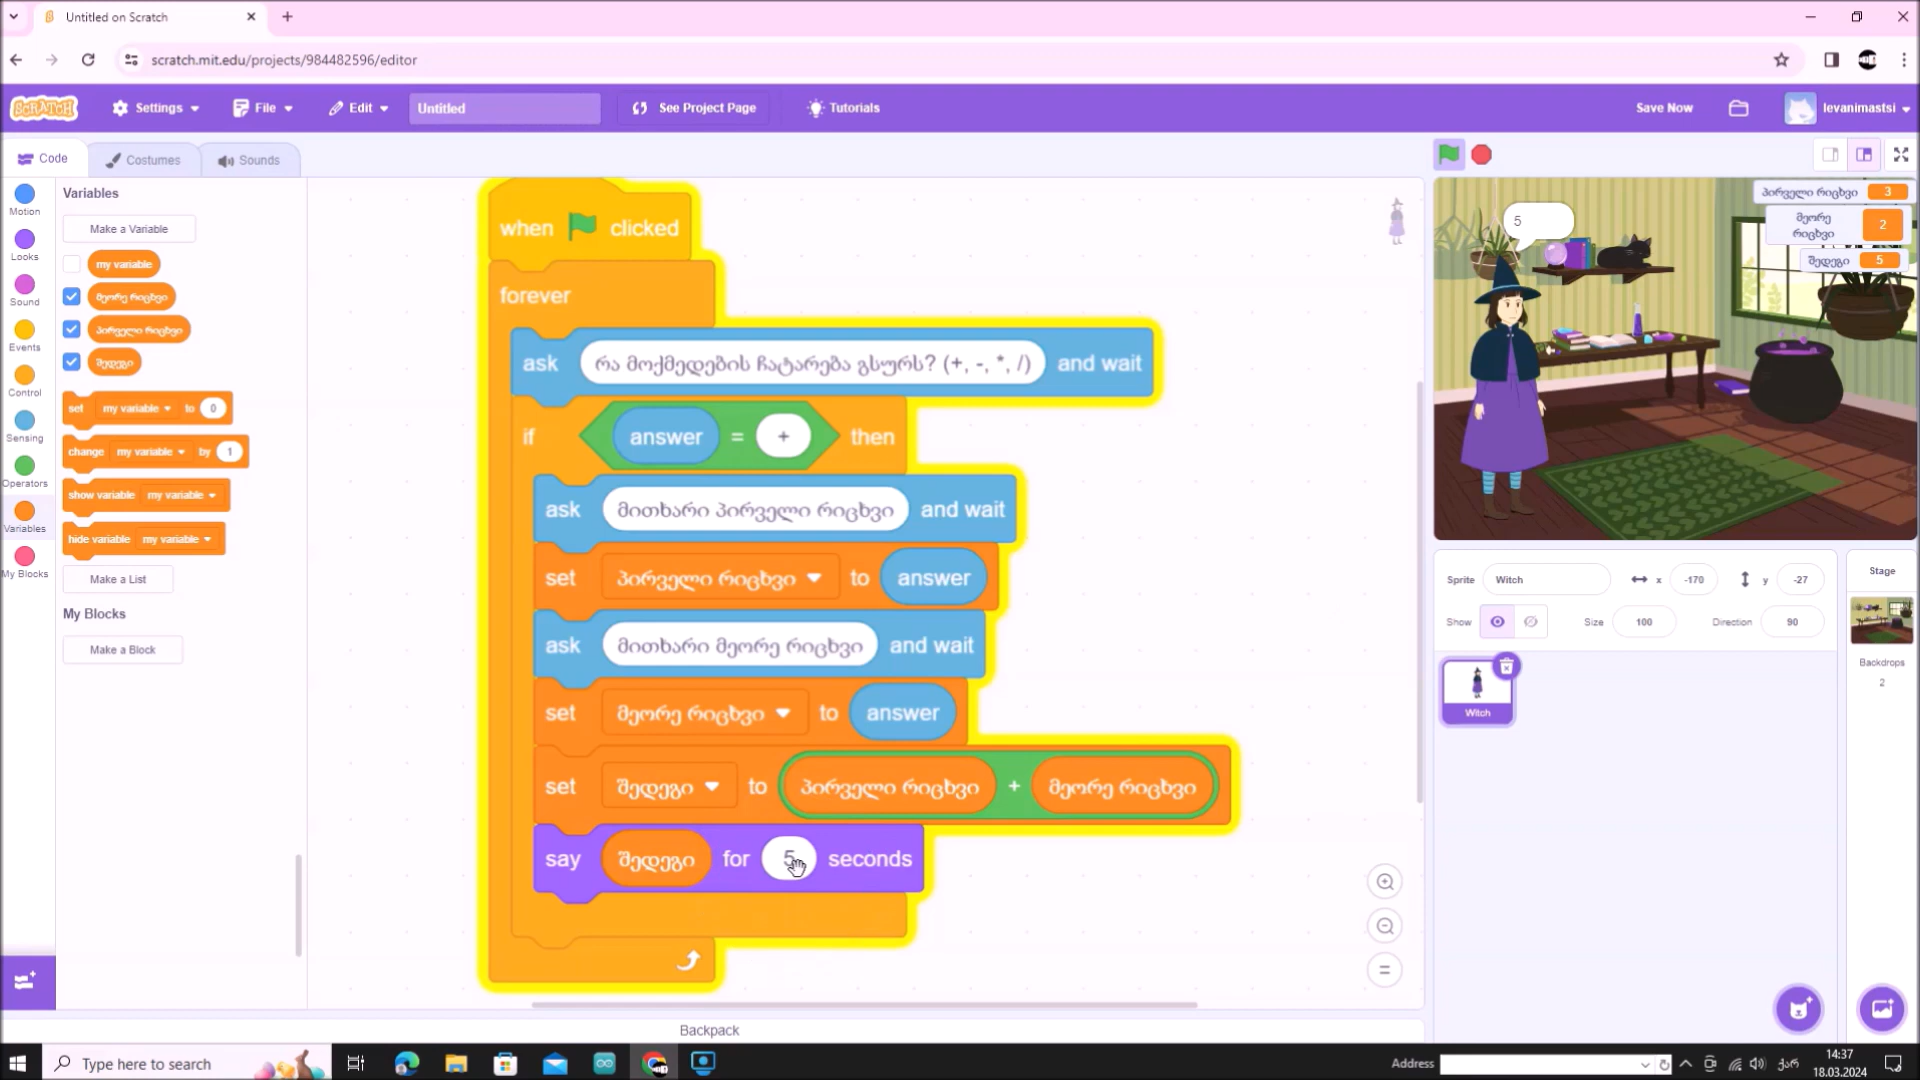 Untitled on Scratch
scratch.mit.edu/projects/984482596/editor
SCRATCH
Settings
File
Edit
Untitled
See Project Page
Tutorials
Save Now
levanimastsi
Code
Costumes
Sounds
Motion
Looks
Sound
Events
Control
Sensing
Operators
Variables
My Blocks
Variables
Make a Variable
my variable
მეორე რიცხვი
პირველი რიცხვი
შედეგი
set my variable to 0
change my variable by 1
show variable my variable
hide variable my variable
Make a List
My Blocks
Make a Block
when clicked
forever
ask რა მოქმედების ჩატარება გსურს? (+, -, *, /) and wait
if answer = + then
ask მითხარი პირველი რიცხვი and wait
set პირველი რიცხვი to answer
ask მითხარი მეორე რიცხვი and wait
set მეორე რიცხვი to answer
set შედეგი to პირველი რიცხვი + მეორე რიცხვი
say შედეგი for 5 seconds
Backpack
5
პირველი რიცხვი 3
მეორე რიცხვი 2
შედეგი 5
Sprite Witch x -170 y -27
Show Size 100 Direction 90
Witch
Stage
Backdrops
2
Type here to search
Address
ქარ
14:37
18.03.2024